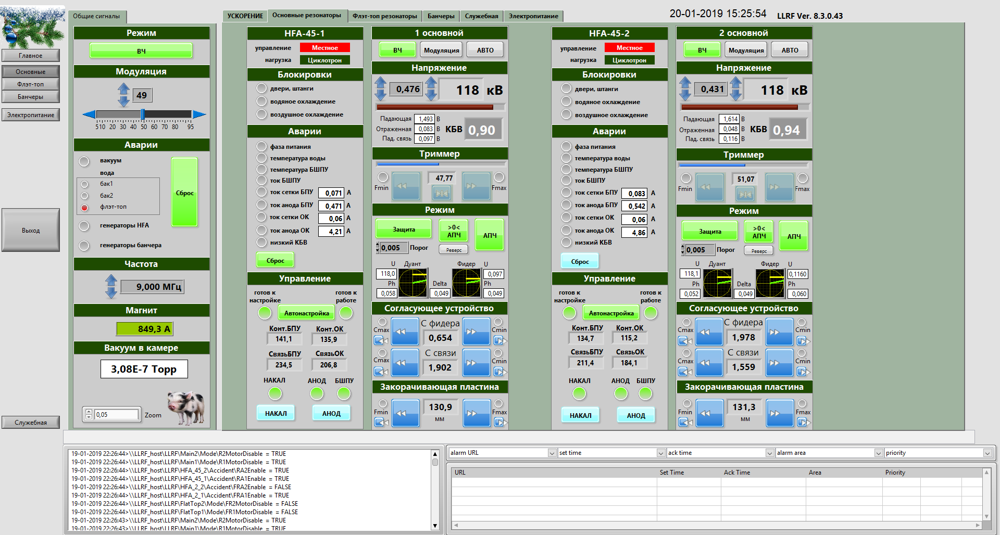 20-01-2019 15:25:54
LLRF Ver. 8.3.0.43
Общие сигналы
УСКОРЕНИЕ
Основные резонаторы
Флэт-топ резонаторы
Банчеры
Служебная
Электропитание
Главное
Основные
Флэт-топ
Банчеры
Электропитание
Выход
Служебная
Режим
ВЧ
Модуляция
49
5 10 20 30 40 50 60 70 80 95
Аварии
вакуум
вода
бак1
бак2
флэт-топ
генераторы HFA
генераторы банчера
Сброс
Частота
9,000 МГц
Магнит
849,3 А
Вакуум в камере
3,08E-7 Торр
0,05
Zoom
HFA-45-1
управление Местное
нагрузка Циклотрон
Блокировки
двери, штанги
водяное охлаждение
воздушное охлаждение
Аварии
фаза питания
температура воды
температура БШПУ
ток БШПУ
ток сетки БПУ 0,071 А
ток анода БПУ 0,471 А
ток сетки ОК 0,06 А
ток анода ОК 4,21 А
низкий КБВ
Сброс
Управление
готов к настройке
готов к работе
Автонастройка
Конт.БПУ Конт.ОК
141,1 135,9
СвязьБПУ СвязьОК
234,5 206,8
НАКАЛ АНОД БШПУ
НАКАЛ АНОД
1 основной
ВЧ Модуляция АВТО
Напряжение
0,476 118 кВ
Падающая 1,493 В
Отраженная 0,083 В
Пад. связь 0,097 В
КБВ 0,90
Триммер
47,77
Fmin Fmax
Режим
Защита >0< АПЧ АПЧ
0,005 Порог Реверс
U Дуант Фидер U
118,0 0,097
Ph Delta Ph
0,058 0,049 0,049
Согласующее устройство
С фидера
Cmax 0,654 Cmin
С связи
Cmax 1,902 Cmin
Закорачивающая пластина
130,9
Fmin мм Fmax
HFA-45-2
управление Местное
нагрузка Циклотрон
Блокировки
двери, штанги
водяное охлаждение
воздушное охлаждение
Аварии
фаза питания
температура воды
температура БШПУ
ток БШПУ
ток сетки БПУ 0,083 А
ток анода БПУ 0,542 А
ток сетки ОК 0,06 А
ток анода ОК 4,86 А
низкий КБВ
Сброс
Управление
готов к настройке
готов к работе
Автонастройка
Конт.БПУ Конт.ОК
134,7 115,2
СвязьБПУ СвязьОК
211,4 184,1
НАКАЛ АНОД БШПУ
НАКАЛ АНОД
2 основной
ВЧ Модуляция АВТО
Напряжение
0,431 118 кВ
Падающая 1,614 В
Отраженная 0,048 В
Пад. связь 0,116 В
КБВ 0,94
Триммер
51,07
Fmin Fmax
Режим
Защита >0< АПЧ АПЧ
0,005 Порог Реверс
U Дуант Фидер U
118,1 0,1160
Ph Delta Ph
0,052 0,049 0,060
Согласующее устройство
С фидера
Cmax 1,978 Cmin
С связи
Cmax 1,559 Cmin
Закорачивающая пластина
131,3
Fmin мм Fmax
19-01-2019 22:26:44>\\LLRF_host\LLRF\Main2\Mode\R2MotorDisable = TRUE
19-01-2019 22:26:44>\\LLRF_host\LLRF\Main1\Mode\R1MotorDisable = TRUE
19-01-2019 22:26:44>\\LLRF_host\LLRF\HFA_45_2\Accident\RA2Enable = TRUE
19-01-2019 22:26:44>\\LLRF_host\LLRF\HFA_45_1\Accident\RA1Enable = TRUE
19-01-2019 22:26:44>\\LLRF_host\LLRF\HFA_2_2\Accident\FRA2Enable = FALSE
19-01-2019 22:26:44>\\LLRF_host\LLRF\HFA_2_1\Accident\FRA1Enable = TRUE
19-01-2019 22:26:44>\\LLRF_host\LLRF\FlatTop2\Mode\FR2MotorDisable = FALSE
19-01-2019 22:26:44>\\LLRF_host\LLRF\FlatTop1\Mode\FR1MotorDisable = FALSE
19-01-2019 22:26:43>\\LLRF_host\LLRF\Main2\Mode\R2MotorDisable = TRUE
19-01-2019 22:26:43>\\LLRF_host\LLRF\Main1\Mode\R1MotorDisable = TRUE
alarm URL set time ack time alarm area priority
URL Set Time Ack Time Area Priority